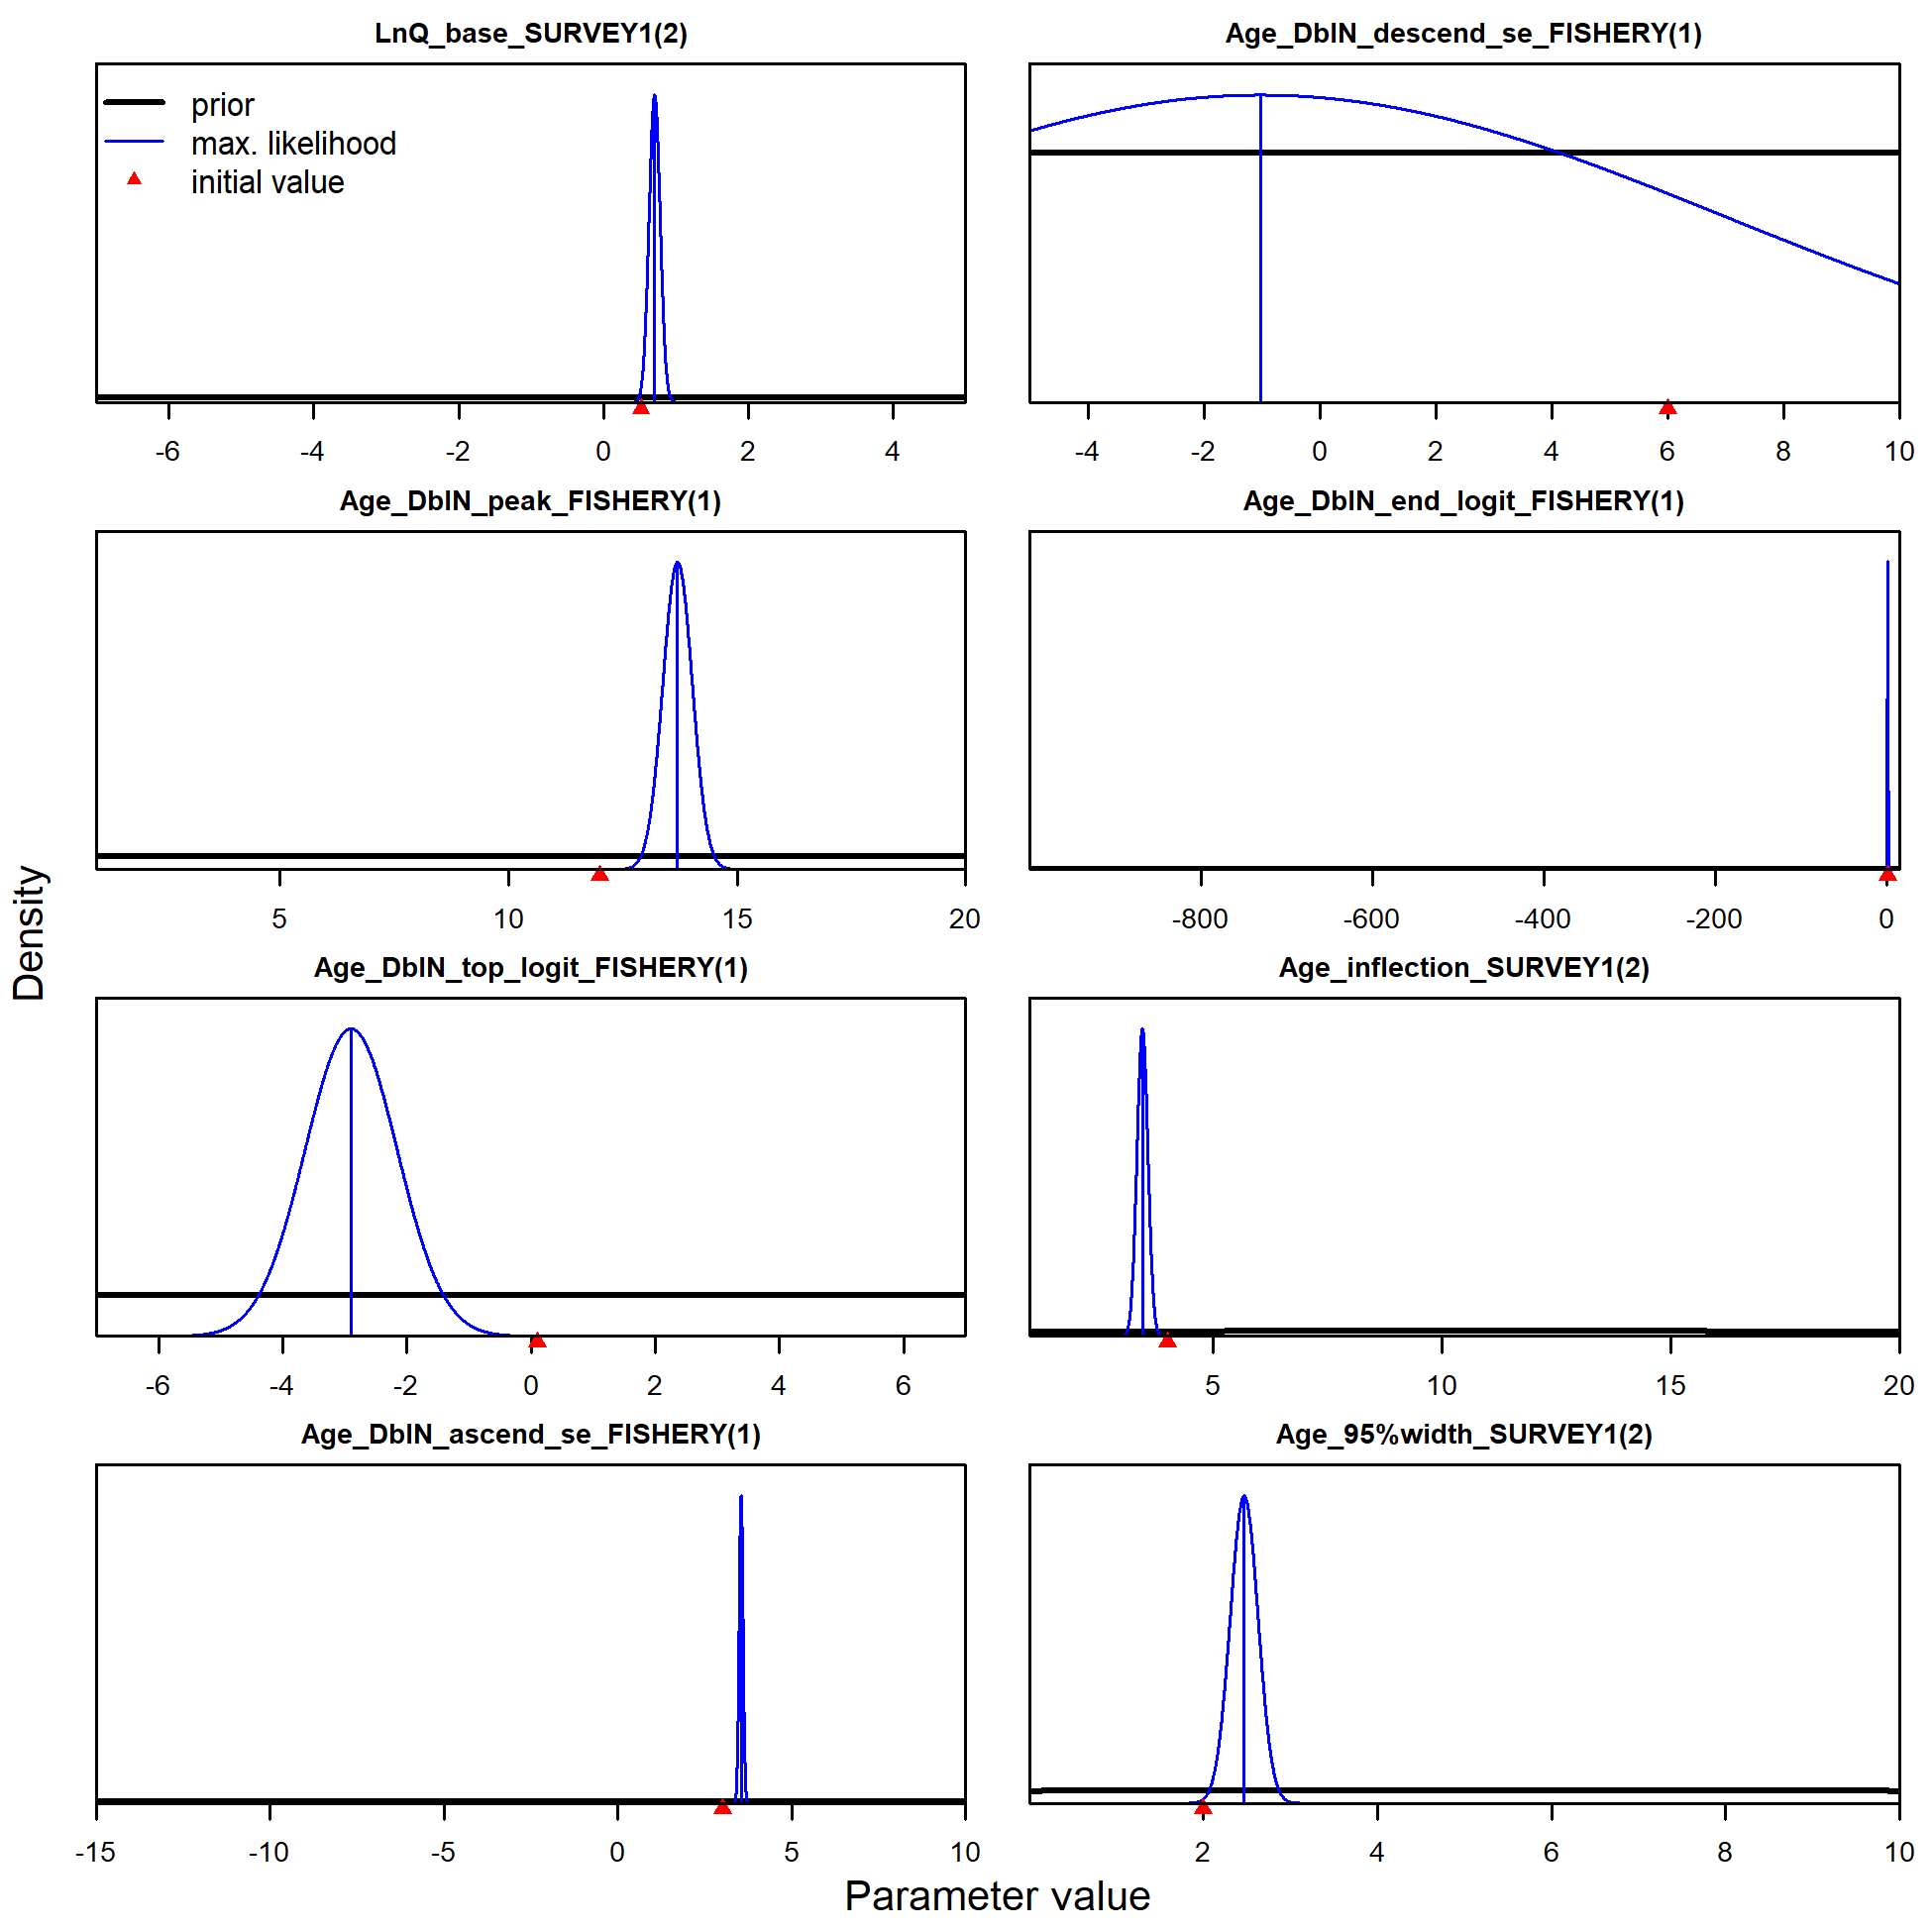 LnQ_base_SURVEY1(2)
prior
max. likelihood
initial value
-6 -4 -2 0 2 4
Age_DblN_descend_se_FISHERY(1)
-4 -2 0 2 4 6 8 10
Age_DblN_peak_FISHERY(1)
5 10 15 20
Age_DblN_end_logit_FISHERY(1)
-800 -600 -400 -200 0
Age_DblN_top_logit_FISHERY(1)
-6 -4 -2 0 2 4 6
Age_inflection_SURVEY1(2)
5 10 15 20
Age_DblN_ascend_se_FISHERY(1)
-15 -10 -5 0 5 10
Age_95%width_SURVEY1(2)
2 4 6 8 10
Density
Parameter value